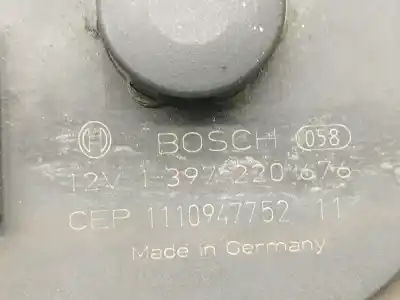 BOSCH 058
12V 1 397 220 676
CEP 1110947752 11
Made in Germany